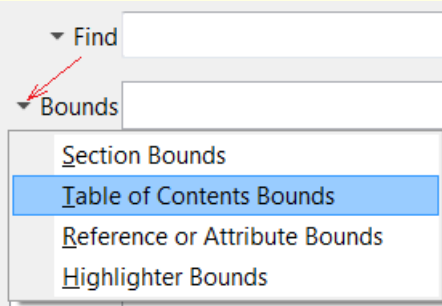 Find
Bounds
Section Bounds
Table of Contents Bounds
Reference or Attribute Bounds
Highlighter Bounds